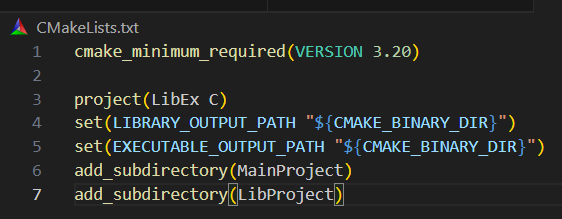 CMakeLists.txt
1 cmake_minimum_required(VERSION 3.20)
2
3 project(LibEx C)
4 set(LIBRARY_OUTPUT_PATH "${CMAKE_BINARY_DIR}")
5 set(EXECUTABLE_OUTPUT_PATH "${CMAKE_BINARY_DIR}")
6 add_subdirectory(MainProject)
7 add_subdirectory(LibProject)